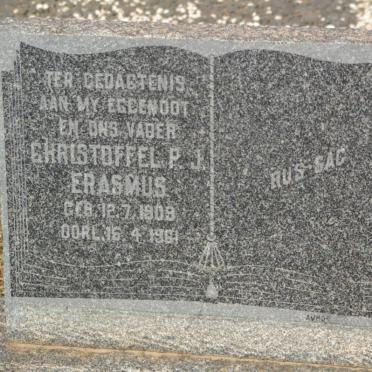 TER GEDAGTENIS
AAN MY EGGENOOT
EN ONS VADER
CHRISTOFFEL P. J.
ERASMUS
GEB. 12. 7. 1909
OORL. 16. 4. 1961
RUS-SAG